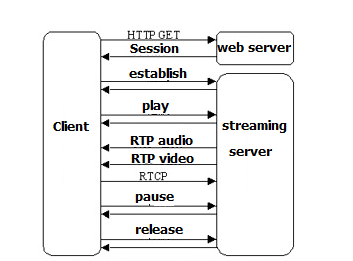 HTTP GET
Session
web server
establish
play
Client
streaming
server
RTP audio
RTP video
RTCP
pause
release